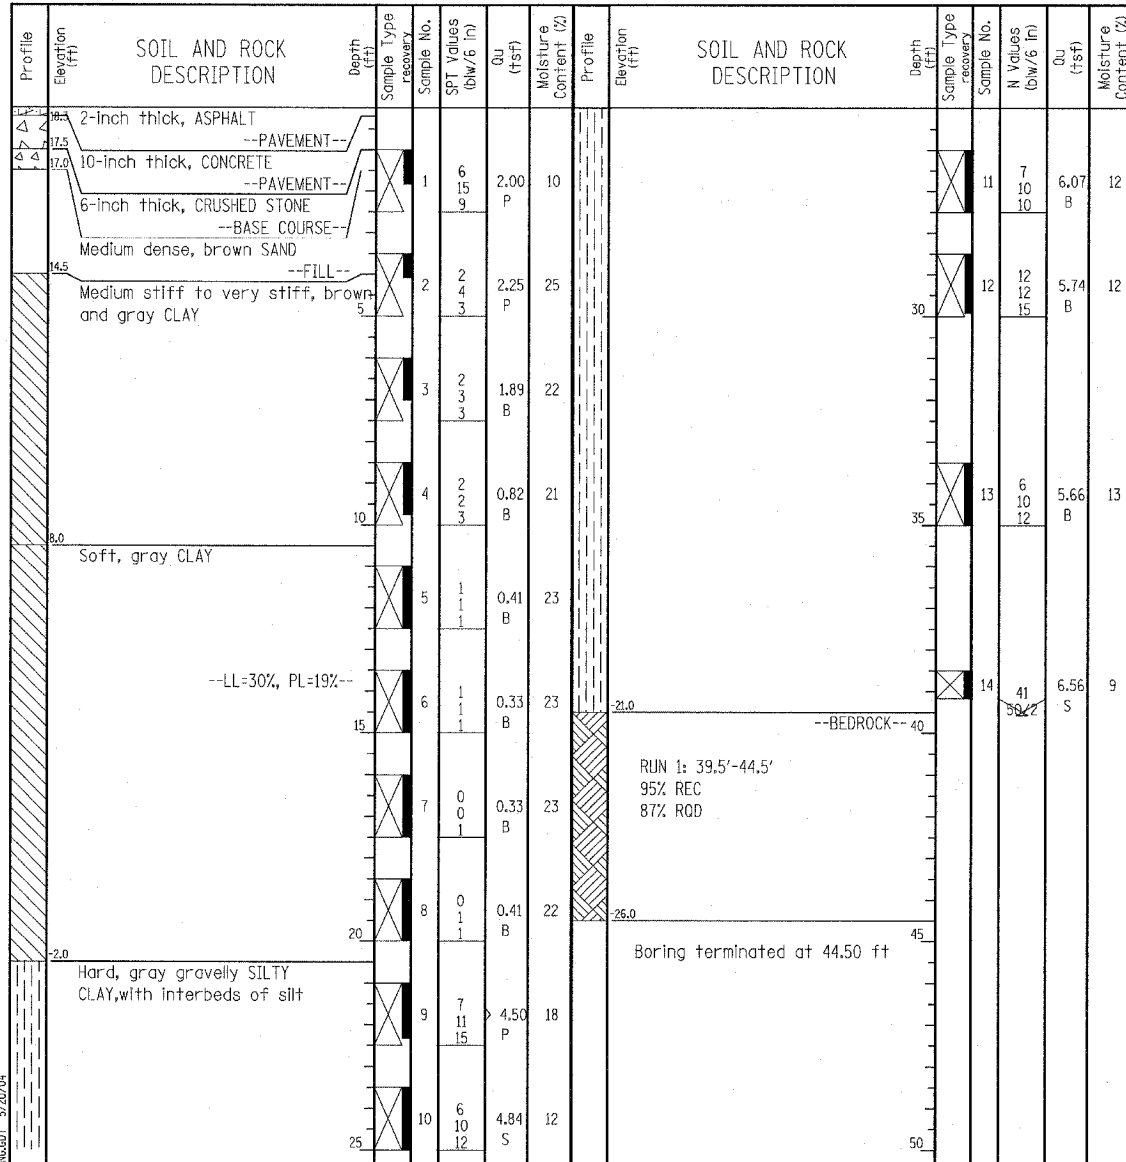 Profile
Elevation (ft)
SOIL AND ROCK
DESCRIPTION
Depth (ft)
Sample Type
recovery
Sample No.
SPT Values (blw/6 in)
Qu (tsf)
Moisture Content (%)
18.3
2-inch thick, ASPHALT
--PAVEMENT--
17.5
10-inch thick, CONCRETE
17.0
--PAVEMENT--
6-inch thick, CRUSHED STONE
--BASE COURSE--
Medium dense, brown SAND
--FILL--
14.5
Medium stiff to very stiff, brown
and gray CLAY
5
10
8.0
Soft, gray CLAY
--LL=30%, PL=19%--
15
20
-2.0
Hard, gray gravelly SILTY
CLAY,with interbeds of silt
25
1 6 15 9 2.00 P 10
2 2 4 3 2.25 P 25
3 2 3 3 1.89 B 22
4 2 2 3 0.82 B 21
5 1 1 1 0.41 B 23
6 1 1 1 0.33 B 23
7 0 0 1 0.33 B 23
8 0 1 1 0.41 B 22
9 7 11 15 >4.50 P 18
10 6 10 12 4.84 S 12
Profile
Elevation (ft)
SOIL AND ROCK
DESCRIPTION
Depth (ft)
Sample Type
recovery
Sample No.
N Values (blw/6 in)
Qu (tsf)
Moisture Content (%)
30
35
-21.0
--BEDROCK-- 40
RUN 1: 39.5'-44.5'
95% REC
87% RQD
-26.0
45
Boring terminated at 44.50 ft
50
11 7 10 10 6.07 B 12
12 12 12 15 5.74 B 12
13 6 10 12 5.66 B 13
14 41 50/2 6.56 S 9
5/20/04